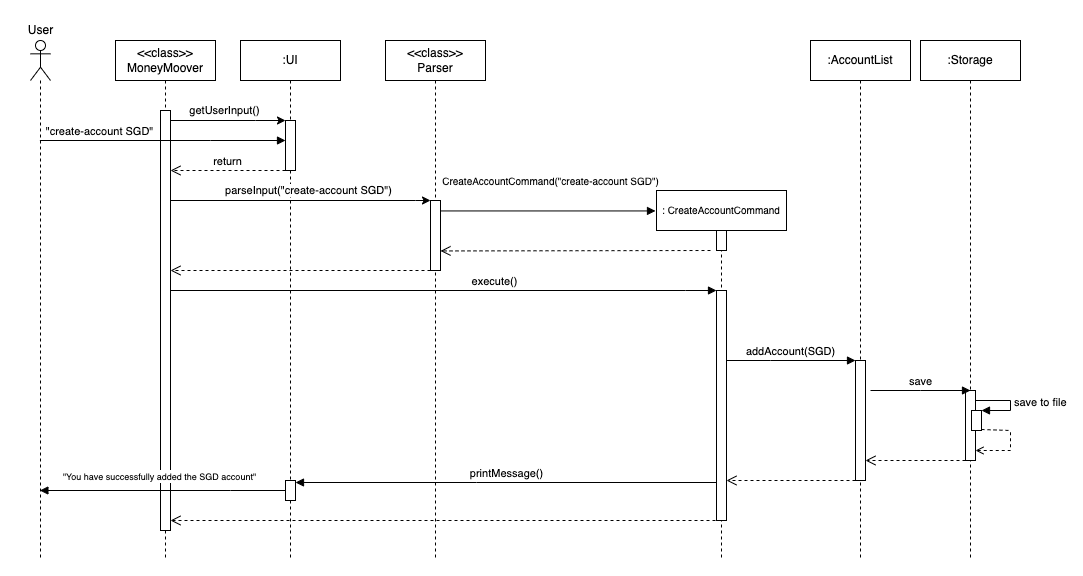 User
<<class>>
MoneyMoover
:UI
<<class>>
Parser
:AccountList
:Storage
getUserInput()
"create-account SGD"
return
parseInput("create-account SGD")
CreateAccountCommand("create-account SGD")
: CreateAccountCommand
execute()
addAccount(SGD)
save
save to file
printMessage()
"You have successfully added the SGD account"